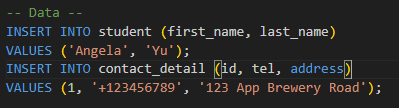 -- Data --
INSERT INTO student (first_name, last_name)
VALUES ('Angela', 'Yu');
INSERT INTO contact_detail (id, tel, address)
VALUES (1, '+123456789', '123 App Brewery Road');